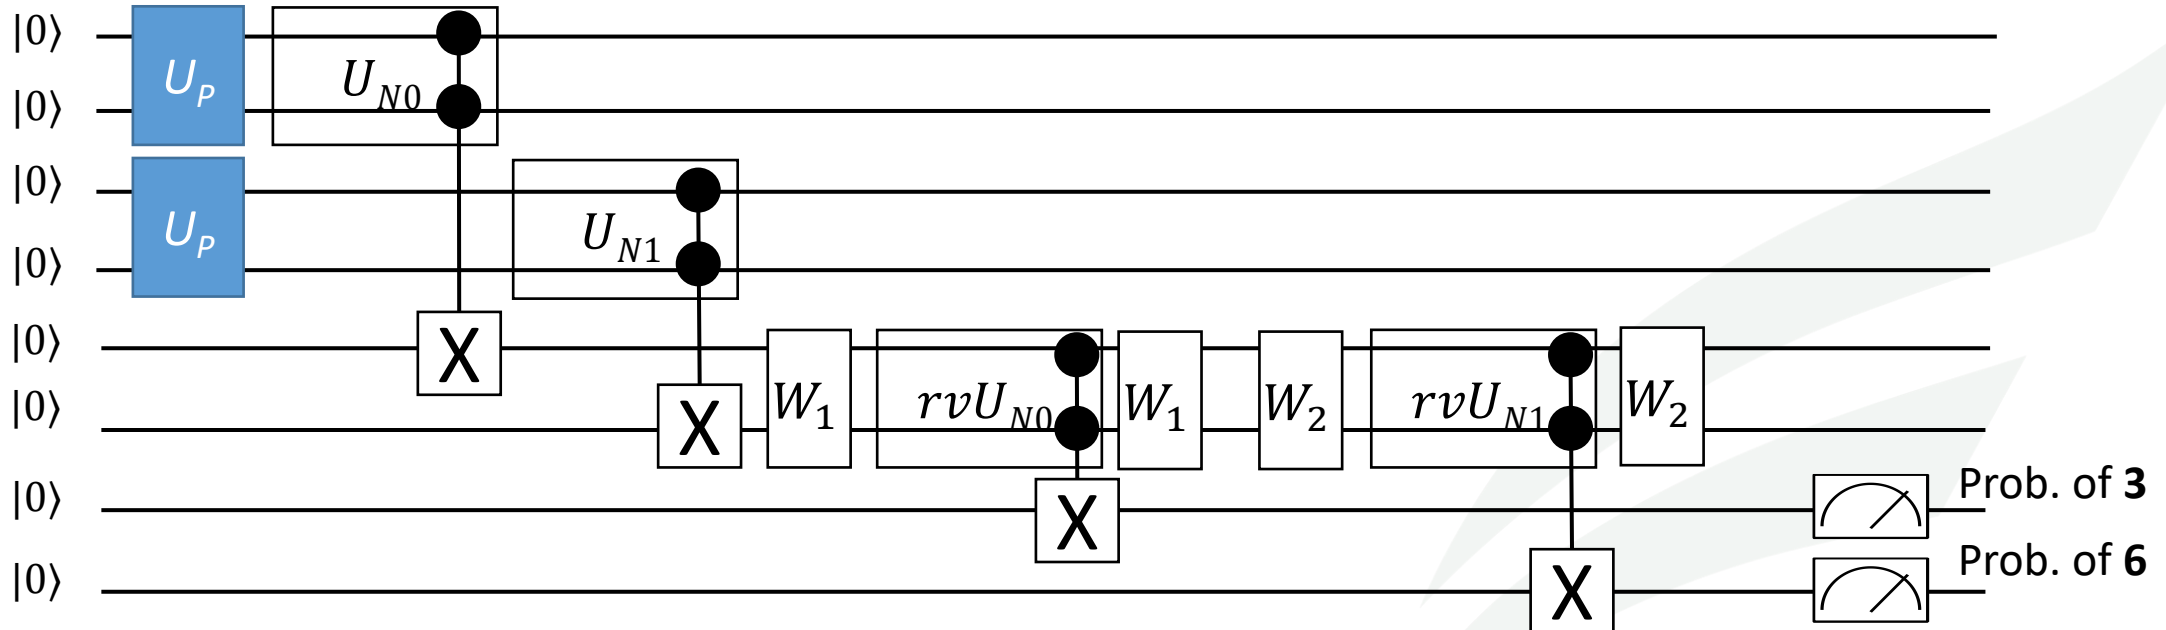 |0⟩
U_P
U_N0
|0⟩
|0⟩
U_P
U_N1
|0⟩
|0⟩
X
|0⟩
X
W_1
rvU_N0
W_1
W_2
rvU_N1
W_2
|0⟩
X
Prob. of 3
|0⟩
X
Prob. of 6